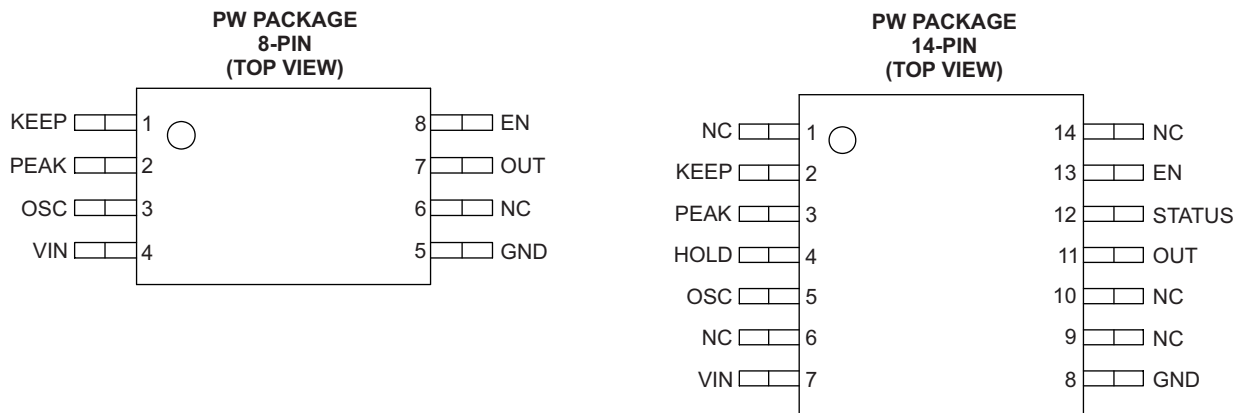 PW PACKAGE
8-PIN
(TOP VIEW)
KEEP 1 8 EN
PEAK 2 7 OUT
OSC 3 6 NC
VIN 4 5 GND
PW PACKAGE
14-PIN
(TOP VIEW)
NC 1 14 NC
KEEP 2 13 EN
PEAK 3 12 STATUS
HOLD 4 11 OUT
OSC 5 10 NC
NC 6 9 NC
VIN 7 8 GND